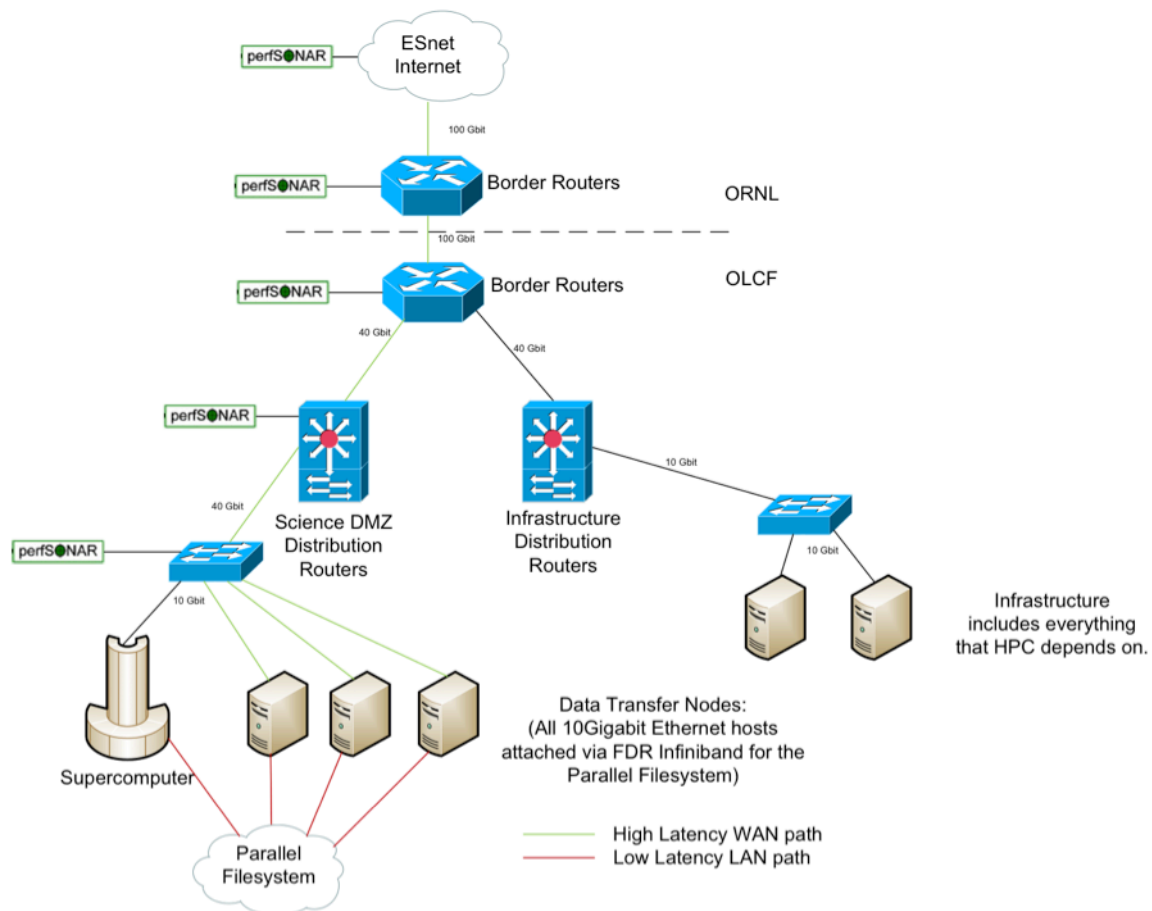 perfSONAR
ESnet
Internet
100 Gbit
perfSONAR
Border Routers
ORNL
100 Gbit
perfSONAR
Border Routers
OLCF
40 Gbit
40 Gbit
perfSONAR
10 Gbit
40 Gbit
Science DMZ
Distribution
Routers
Infrastructure
Distribution
Routers
perfSONAR
10 Gbit
10 Gbit
Infrastructure
includes everything
that HPC depends on.
Data Transfer Nodes:
(All 10Gigabit Ethernet hosts
attached via FDR Infiniband for the
Parallel Filesystem)
Supercomputer
Parallel
Filesystem
High Latency WAN path
Low Latency LAN path